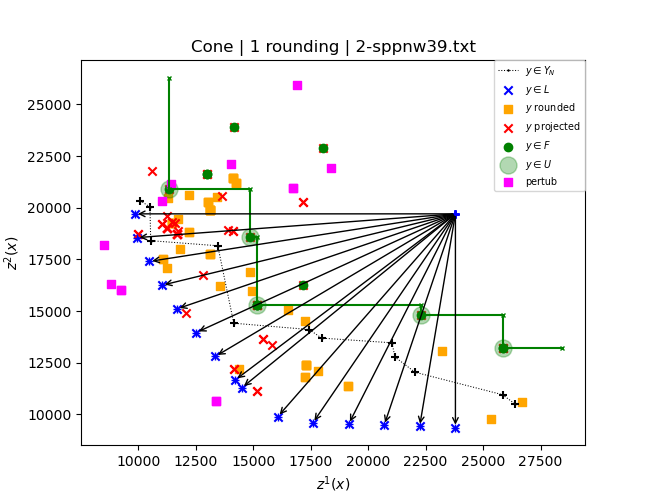 Cone | 1 rounding | 2-sppnw39.txt
y ∈ Y_N
y ∈ L
y rounded
y projected
y ∈ F
y ∈ U
pertub
25000
22500
20000
17500
15000
12500
10000
z²(x)
10000 12500 15000 17500 20000 22500 25000 27500
z¹(x)